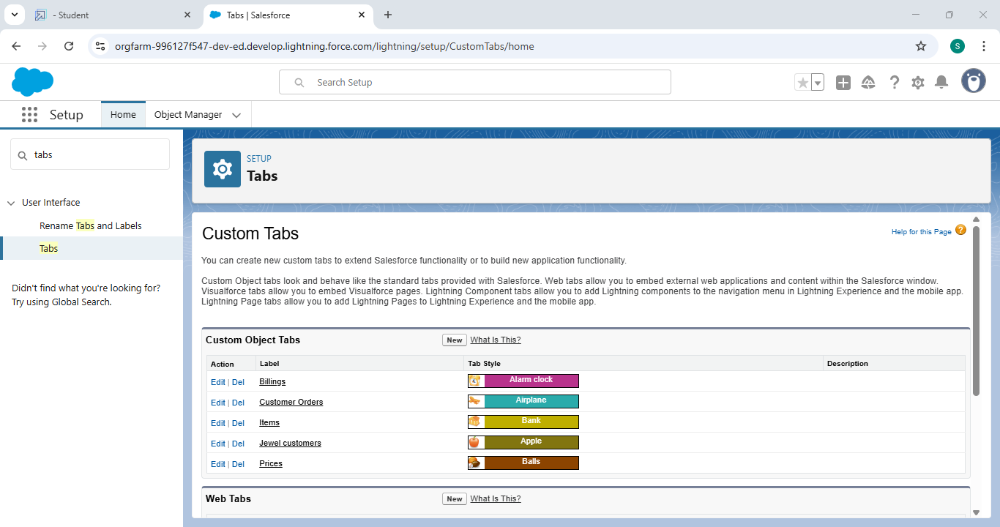 - Student
Tabs | Salesforce
orgfarm-996127f547-dev-ed.develop.lightning.force.com/lightning/setup/CustomTabs/home
S
Search Setup
Setup
Home
Object Manager
tabs
User Interface
Rename Tabs and Labels
Tabs
Didn't find what you're looking for?
Try using Global Search.
SETUP
Tabs
Custom Tabs
Help for this Page ?
You can create new custom tabs to extend Salesforce functionality or to build new application functionality.
Custom Object tabs look and behave like the standard tabs provided with Salesforce. Web tabs allow you to embed external web applications and content within the Salesforce window.
Visualforce tabs allow you to embed Visualforce pages. Lightning Component tabs allow you to add Lightning components to the navigation menu in Lightning Experience and the mobile app.
Lightning Page tabs allow you to add Lightning Pages to Lightning Experience and the mobile app.
Custom Object Tabs New What Is This?
Action Label Tab Style Description
Edit | Del Billings Alarm clock
Edit | Del Customer Orders Airplane
Edit | Del Items Bank
Edit | Del Jewel customers Apple
Edit | Del Prices Balls
Web Tabs New What Is This?